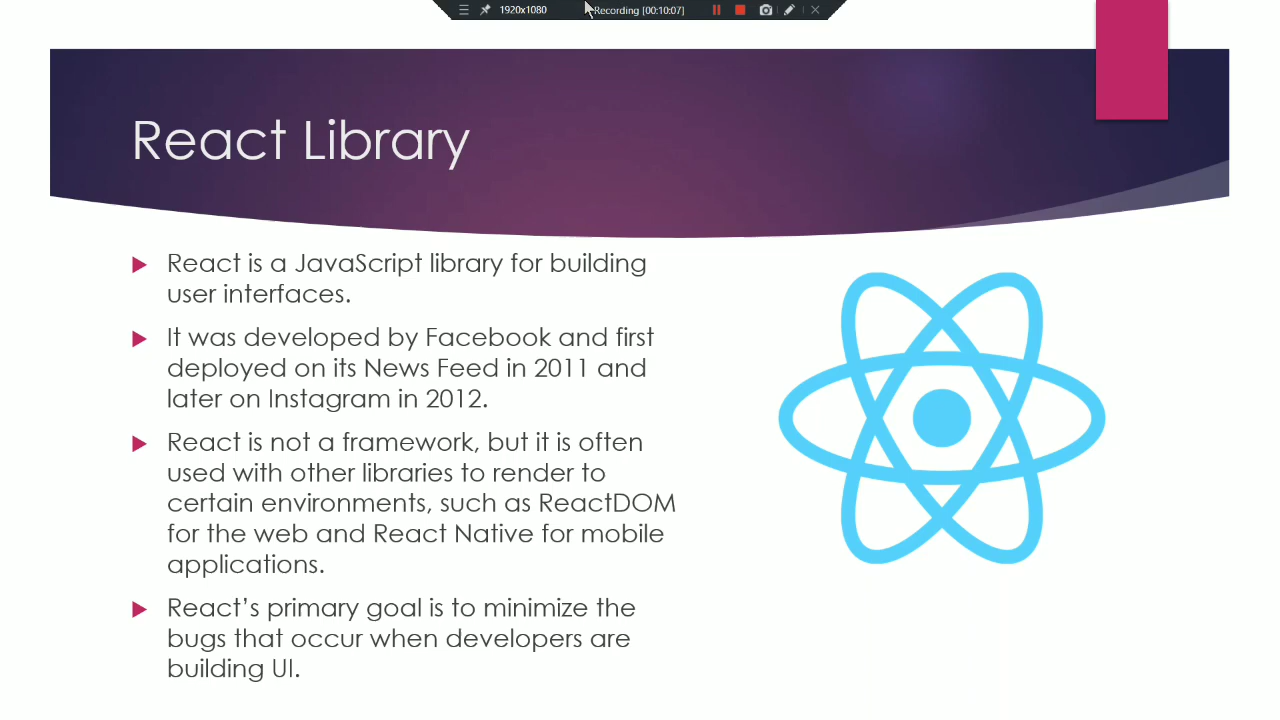 1920x1080 Recording [00:10:07]
React Library
React is a JavaScript library for building
user interfaces.
It was developed by Facebook and first
deployed on its News Feed in 2011 and
later on Instagram in 2012.
React is not a framework, but it is often
used with other libraries to render to
certain environments, such as ReactDOM
for the web and React Native for mobile
applications.
React’s primary goal is to minimize the
bugs that occur when developers are
building UI.